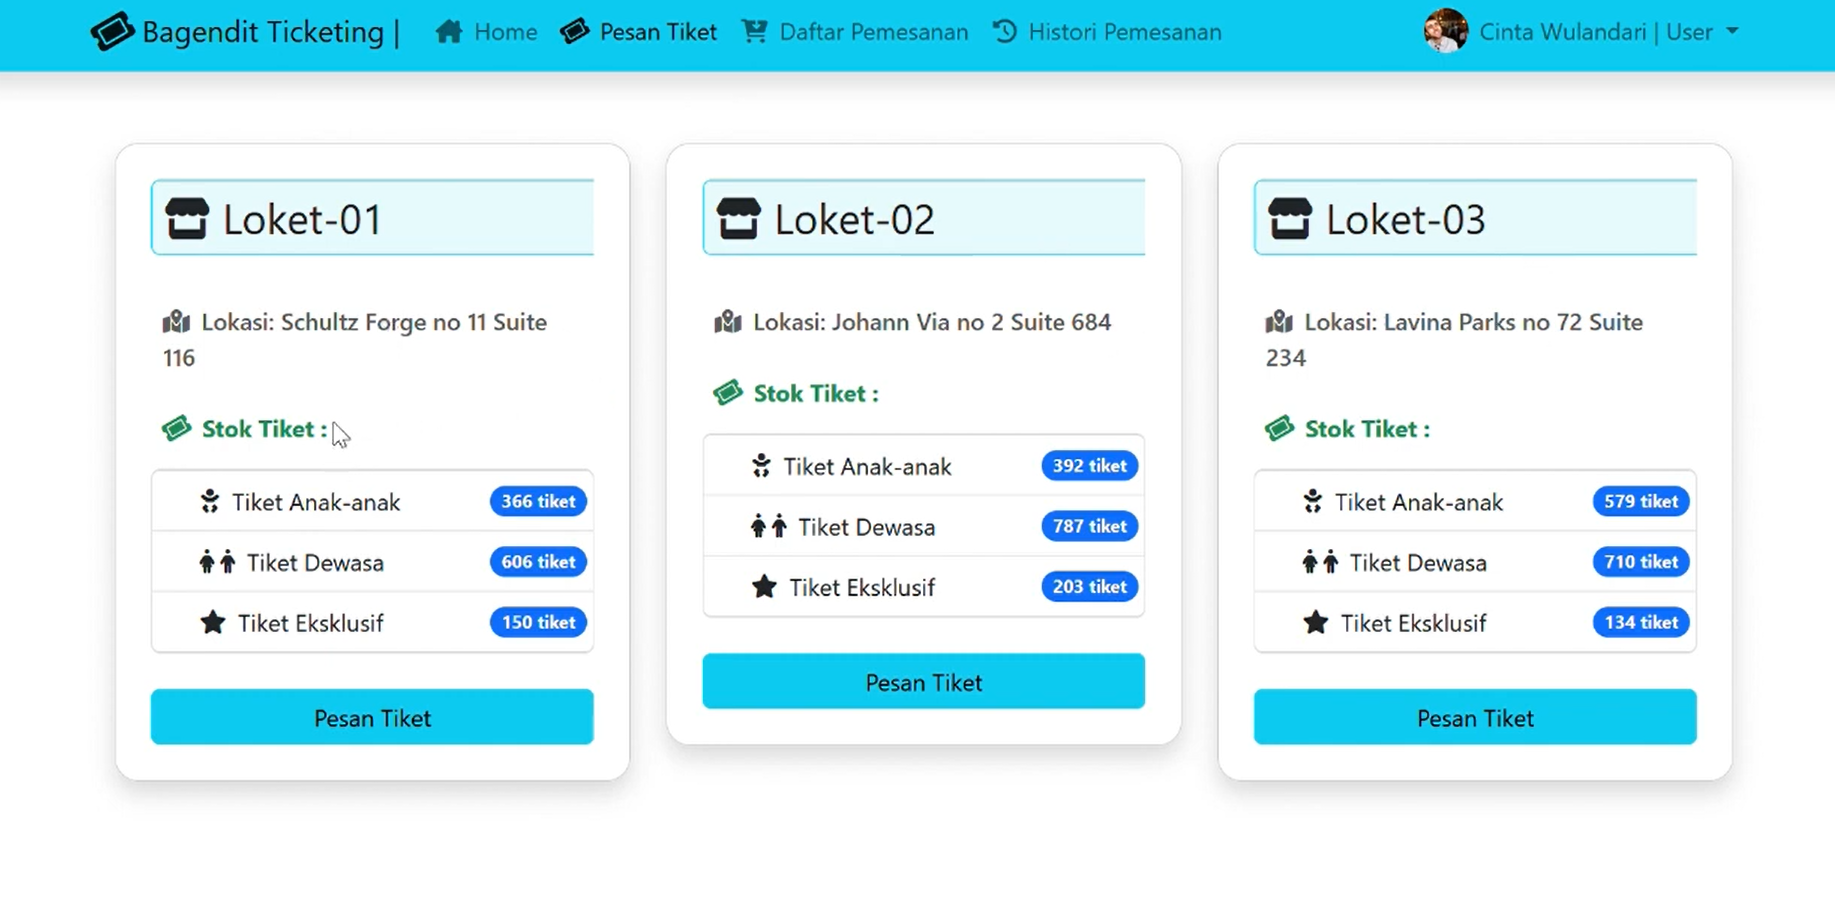 Bagendit Ticketing | Home Pesan Tiket Daftar Pemesanan Histori Pemesanan Cinta Wulandari | User
Loket-01
Lokasi: Schultz Forge no 11 Suite
116
Stok Tiket :
Tiket Anak-anak 366 tiket
Tiket Dewasa 606 tiket
Tiket Eksklusif 150 tiket
Pesan Tiket
Loket-02
Lokasi: Johann Via no 2 Suite 684
Stok Tiket :
Tiket Anak-anak 392 tiket
Tiket Dewasa 787 tiket
Tiket Eksklusif 203 tiket
Pesan Tiket
Loket-03
Lokasi: Lavina Parks no 72 Suite
234
Stok Tiket :
Tiket Anak-anak 579 tiket
Tiket Dewasa 710 tiket
Tiket Eksklusif 134 tiket
Pesan Tiket